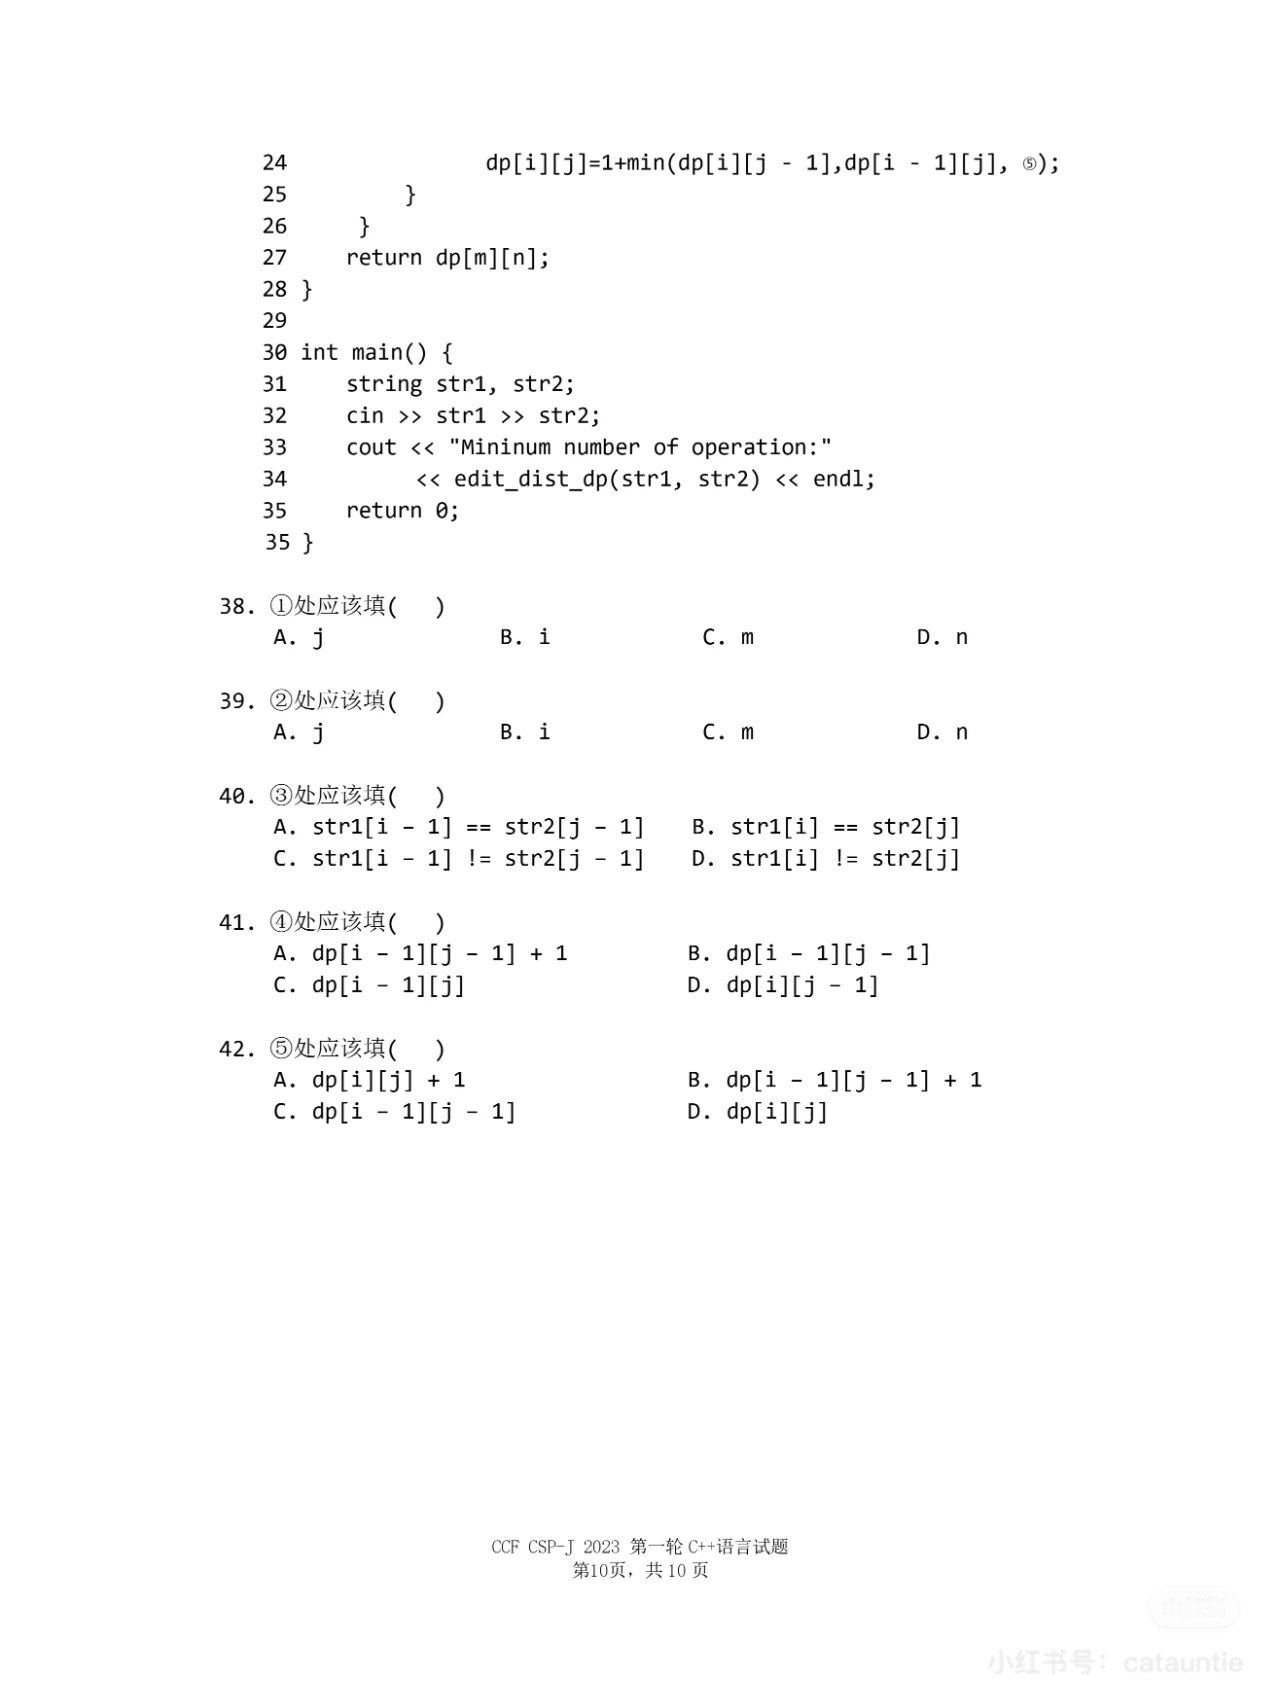 24 dp[i][j]=1+min(dp[i][j - 1],dp[i - 1][j], ⑤);
25 }
26 }
27 return dp[m][n];
28 }
29
30 int main() {
31 string str1, str2;
32 cin >> str1 >> str2;
33 cout << "Mininum number of operation:"
34 << edit_dist_dp(str1, str2) << endl;
35 return 0;
35 }
38. ①处应该填( )
A. j B. i C. m D. n
39. ②处应该填( )
A. j B. i C. m D. n
40. ③处应该填( )
A. str1[i – 1] == str2[j – 1] B. str1[i] == str2[j]
C. str1[i – 1] != str2[j – 1] D. str1[i] != str2[j]
41. ④处应该填( )
A. dp[i – 1][j – 1] + 1 B. dp[i – 1][j – 1]
C. dp[i – 1][j] D. dp[i][j – 1]
42. ⑤处应该填( )
A. dp[i][j] + 1 B. dp[i – 1][j – 1] + 1
C. dp[i – 1][j – 1] D. dp[i][j]
CCF CSP-J 2023 第一轮 C++语言试题
第10页，共 10 页
小红书
小红书号：cataun​tie